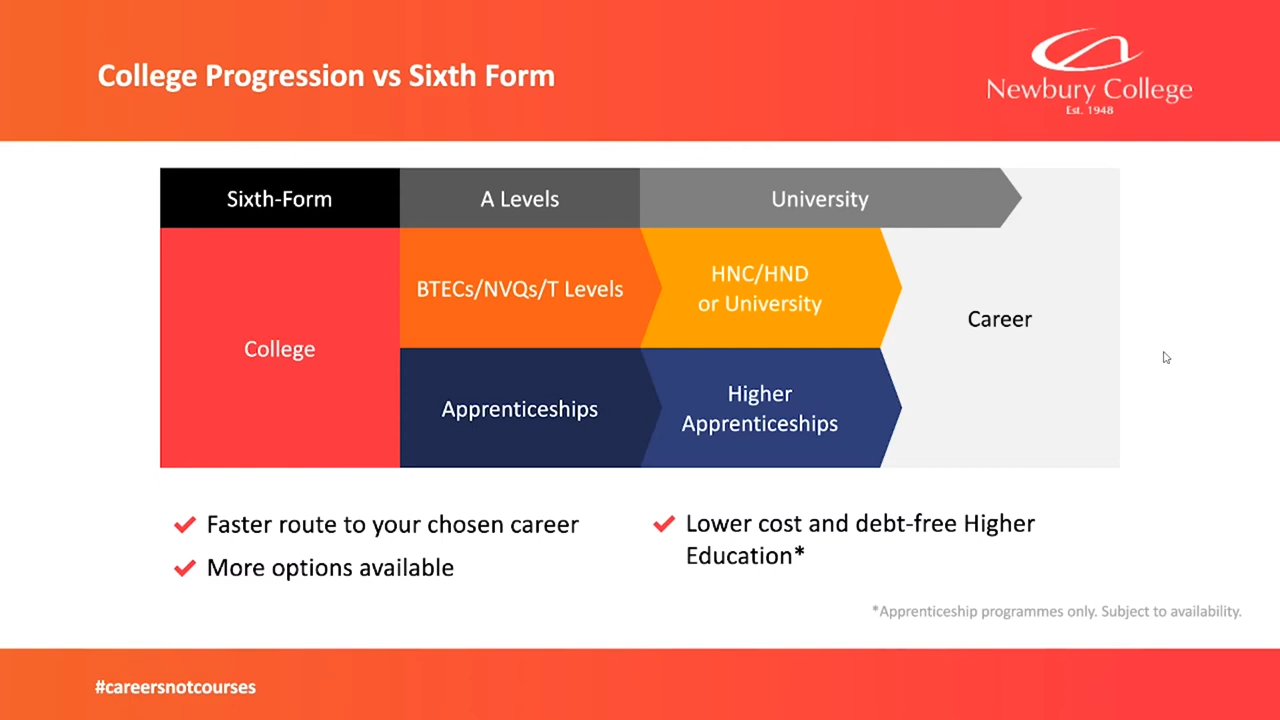 College Progression vs Sixth Form
Newbury College
Est. 1948
Sixth-Form
A Levels
University
College
BTECs/NVQs/T Levels
HNC/HND
or University
Career
Apprenticeships
Higher
Apprenticeships
Faster route to your chosen career
More options available
Lower cost and debt-free Higher
Education*
*Apprenticeship programmes only. Subject to availability.
#careersnotcourses